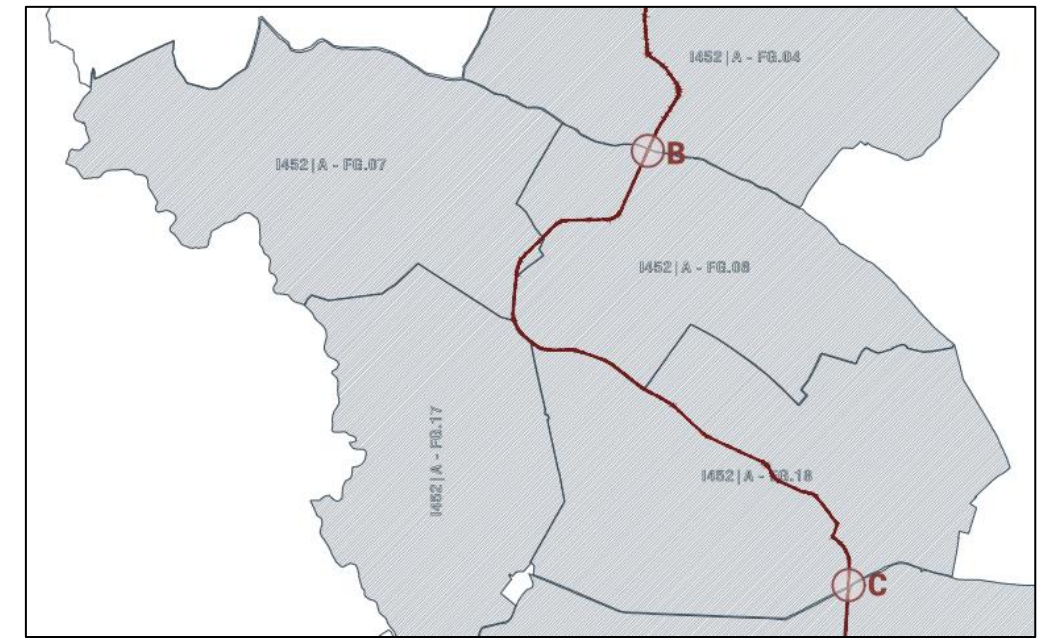 I452|A - FG.04
B
I452|A - FG.07
I452|A - FG.08
I452|A - FG.17
I452|A - FG.18
C